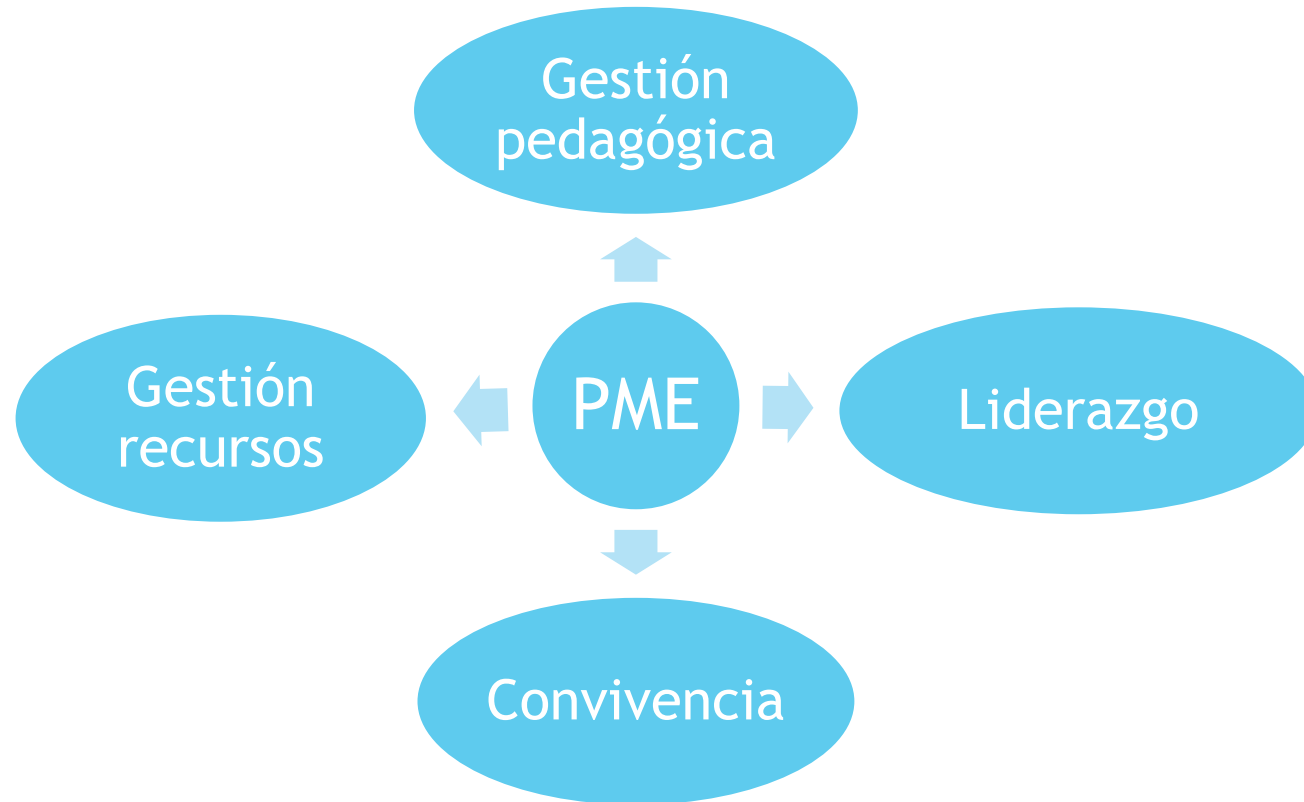 Gestión
pedagógica
Gestión
recursos
PME
Liderazgo
Convivencia